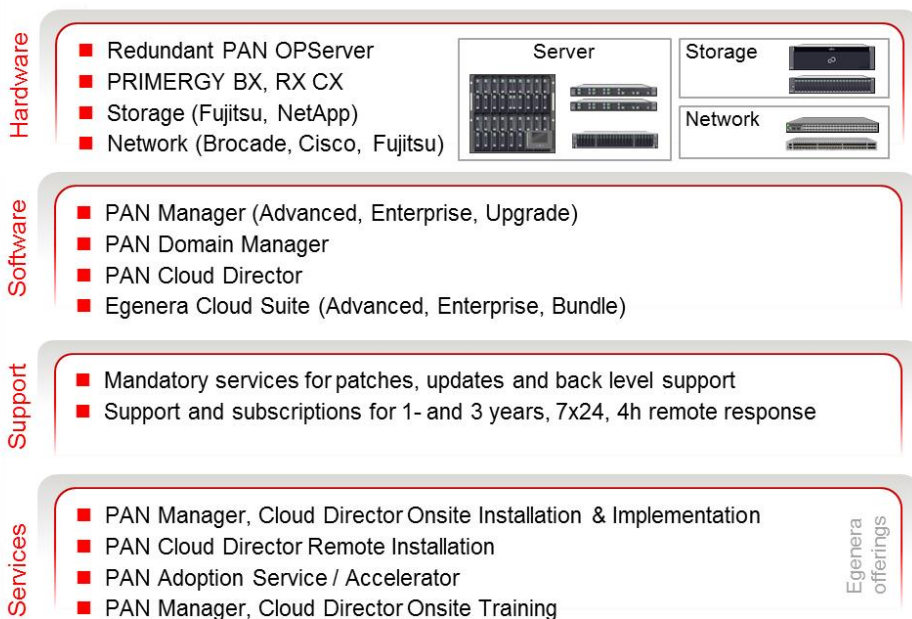 Hardware
Redundant PAN OPServer
PRIMERGY BX, RX CX
Storage (Fujitsu, NetApp)
Network (Brocade, Cisco, Fujitsu)
Server
Storage
Network
Software
PAN Manager (Advanced, Enterprise, Upgrade)
PAN Domain Manager
PAN Cloud Director
Egenera Cloud Suite (Advanced, Enterprise, Bundle)
Support
Mandatory services for patches, updates and back level support
Support and subscriptions for 1- and 3 years, 7x24, 4h remote response
Services
PAN Manager, Cloud Director Onsite Installation & Implementation
PAN Cloud Director Remote Installation
PAN Adoption Service / Accelerator
PAN Manager, Cloud Director Onsite Training
Egenera
offerings